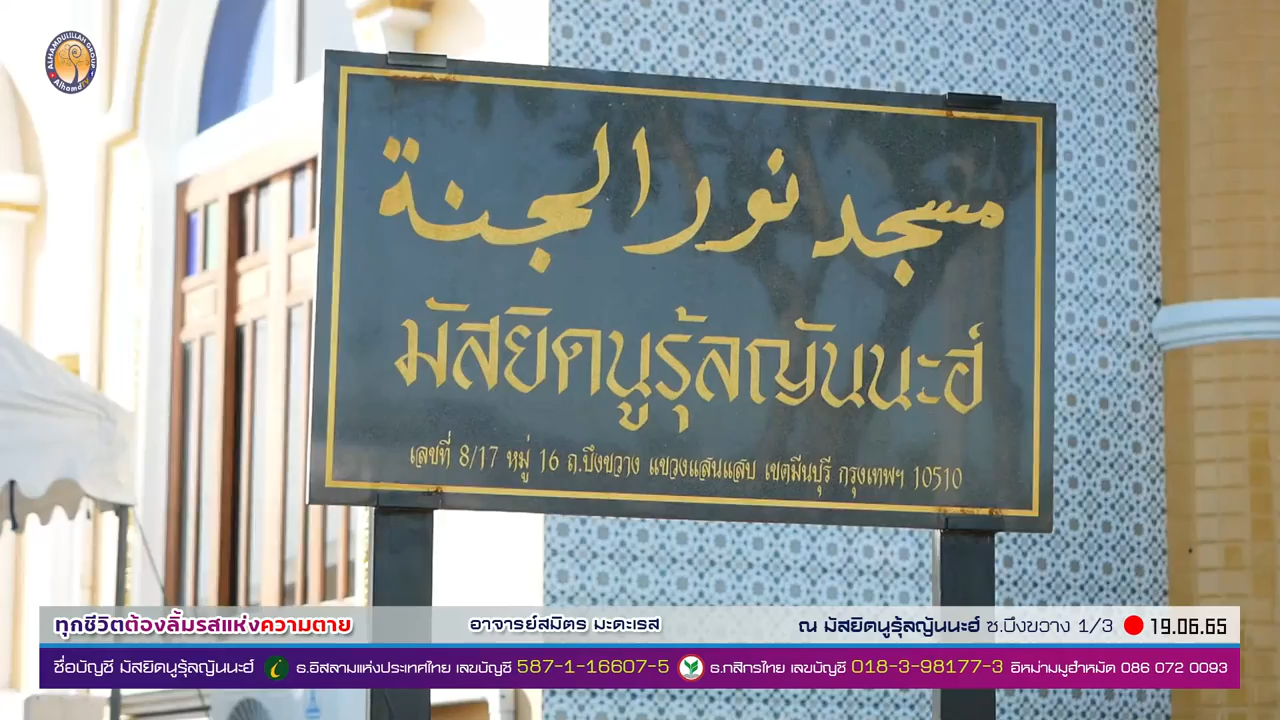 ALHAMDULILLAH GROUP
Alhamd TV
مسجد نور الجنة
มัสยิดนูรุ้ลญันนะฮ์
เลขที่ 8/17 หมู่ 16 ถ.บึงขวาง แขวงแสนแสบ เขตมีนบุรี กรุงเทพฯ 10510
ทุกชีวิตต้องลิ้มรสแห่งความตาย อาจารย์สมิตร มะดะเรส ณ มัสยิดนูรุ้ลญันนะฮ์ ซ.บึงขวาง 1/3 19.06.65
ชื่อบัญชี มัสยิดนูรุ้ลญันนะฮ์ ธ.อิสลามแห่งประเทศไทย เลขบัญชี 587-1-16607-5 ธ.กสิกรไทย เลขบัญชี 018-3-98177-3 อิหม่ามมูฮำหมัด 086 072 0093